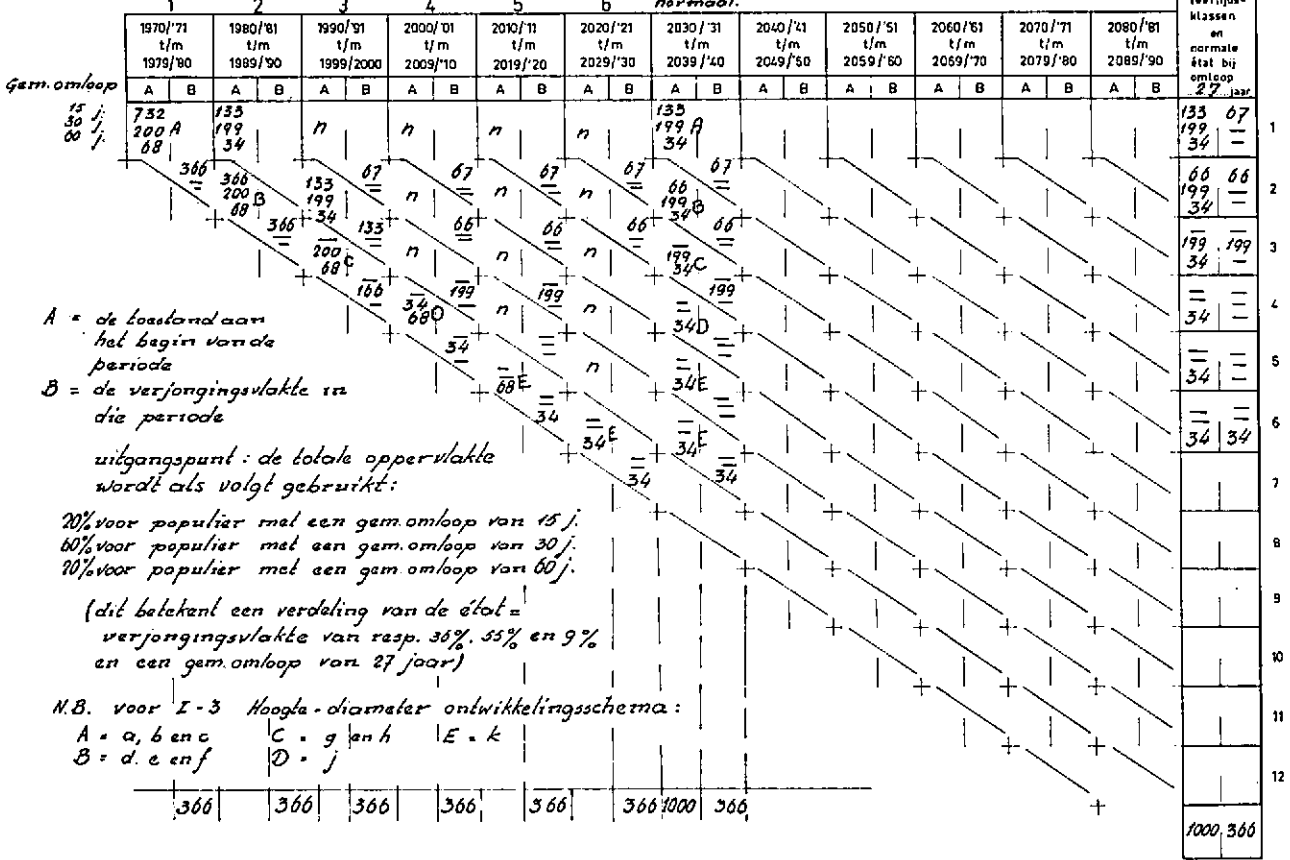 1 2 3 4 5 6 normaal.
klassen en normale état bij omloop 27 jaar
1970/'71 t/m 1979/'80
1980/'81 t/m 1989/'90
1990/'91 t/m 1999/2000
2000/'01 t/m 2009/'10
2010/'11 t/m 2019/'20
2020/'21 t/m 2029/'30
2030/'31 t/m 2039/'40
2040/'41 t/m 2049/'50
2050/'51 t/m 2059/'60
2060/'61 t/m 2069/'70
2070/'71 t/m 2079/'80
2080/'81 t/m 2089/'90
Gem. omloop
A B A B A B A B A B A B A B A B A B A B A B A B
15 j. 732 133 133 133 67
30 j. 200 A 199 n n n n 199 A 199 – 1
60 j. 68 34 34 34 –
366 366 133 67 67 67 67 66 67 66 66
= 200 B 199 = n = n = n = 199 B = 199 – 2
68 34 34 34 –
366 – 133 66 66 66 – 66 – –
= 200 C = n = n = n = 199 C = 199 199 3
68 34 34 –
– – – – – – –
166 34 D 199 n 199 – 199 – – 4
– 68 – – 34 D – 34 –
– – – – – –
34 – = n = – = – – 5
– 68 E 34 E 34 –
= – = – = – –
34 – – – – 6
34 E 34 E 34 34
= =
34 34 7
8
9
10
11
12
A = de toestand aan
het begin van de
periode
B = de verjongingsvlakte in
die periode
uitgangspunt: de totale oppervlakte
wordt als volgt gebruikt:
20% voor populier met een gem. omloop van 15 j.
60% voor populier met een gem. omloop van 30 j.
20% voor populier met een gem. omloop van 60 j.
(dit betekent een verdeling van de état =
verjongingsvlakte van resp. 36%, 55% en 9%
en een gem. omloop van 27 jaar)
N.B. voor I-3 Hoogte-diameter ontwikkelingsschema:
A = a, b en c C = g en h E = k
B = d. e en f D = j
366 366 366 366 366 366 1000 366
1000 366